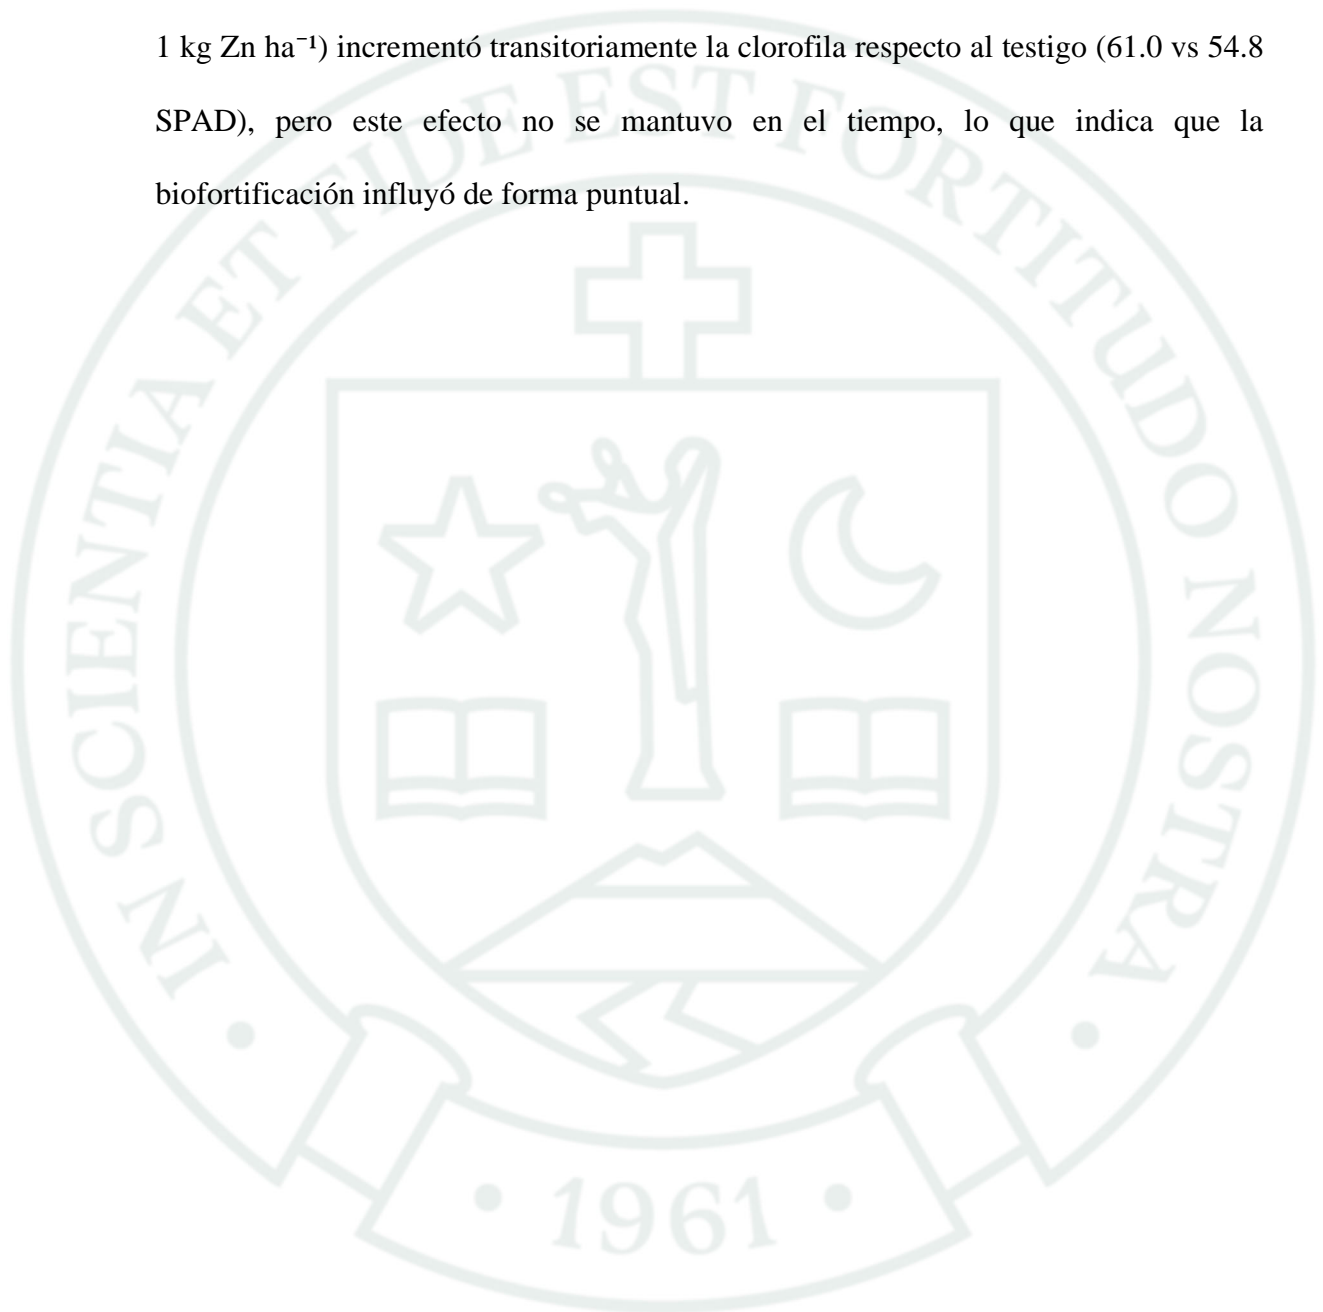 1 kg Zn ha⁻¹) incrementó transitoriamente la clorofila respecto al testigo (61.0 vs 54.8
SPAD), pero este efecto no se mantuvo en el tiempo, lo que indica que la
biofortificación influyó de forma puntual.
IN SCIENTIA ET FIDE EST FORTITUDO NOSTRA
• 1961 •